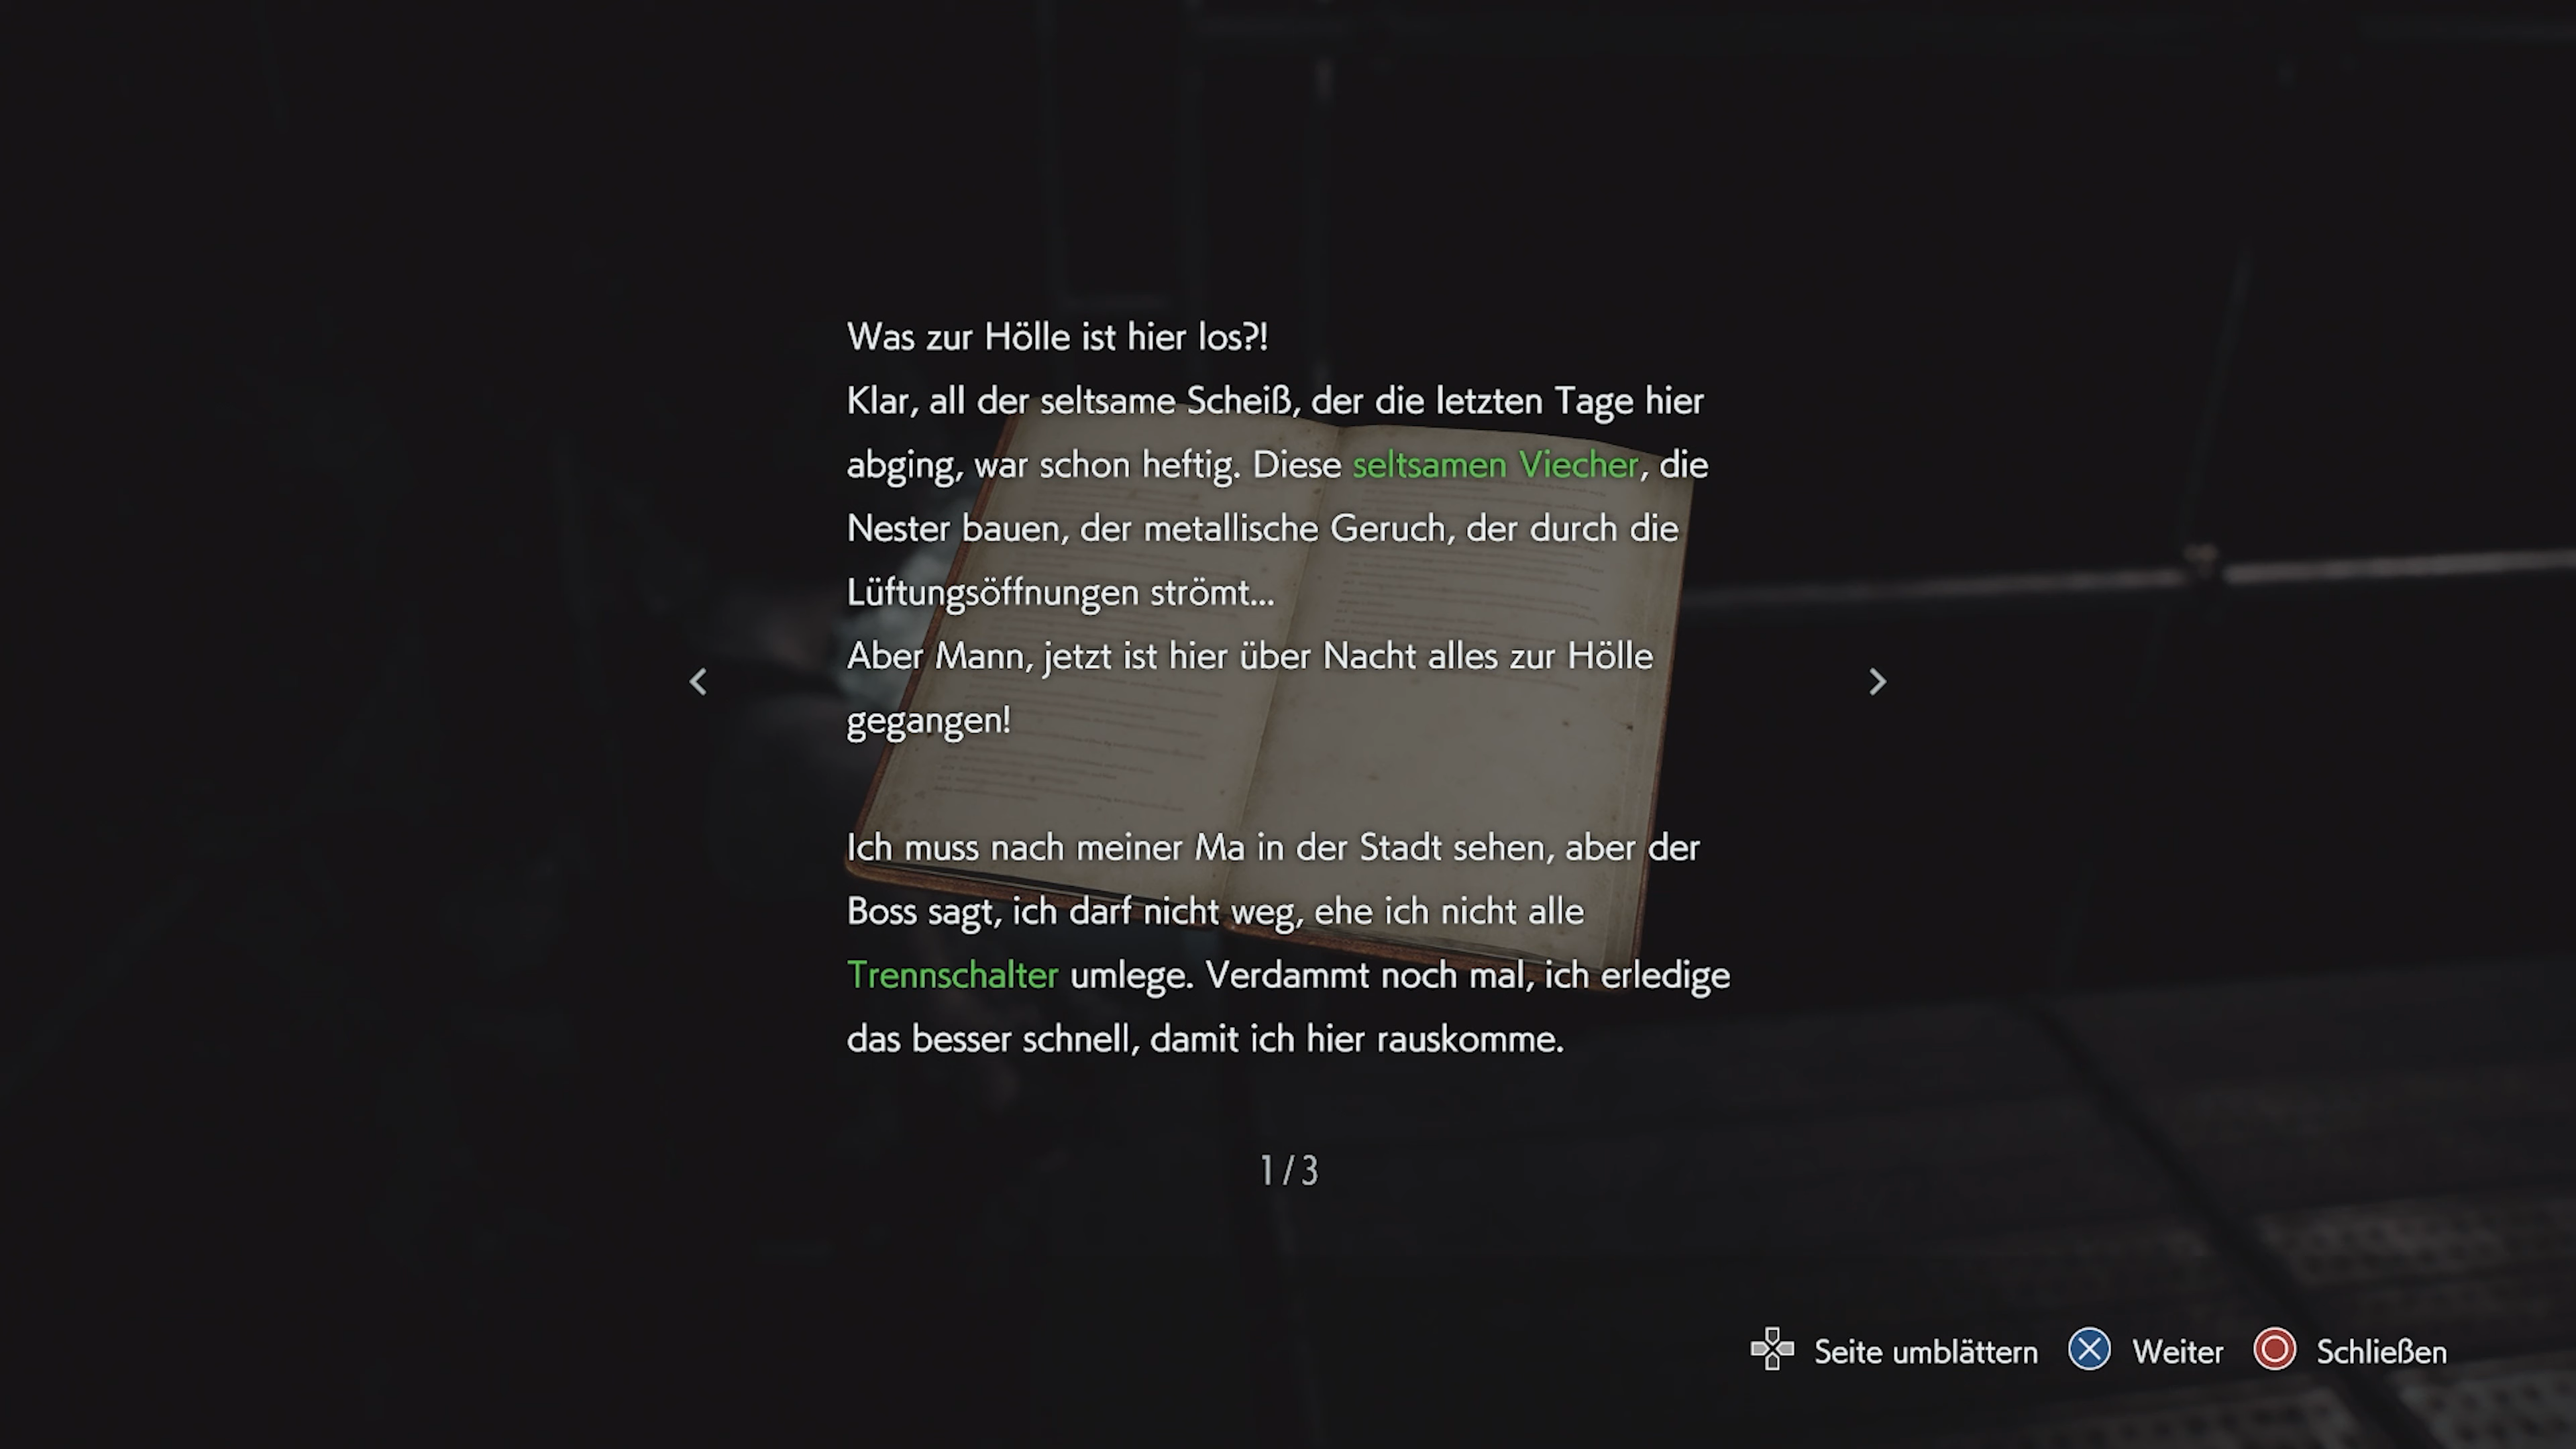 Was zur Hölle ist hier los?!
Klar, all der seltsame Scheiß, der die letzten Tage hier
abging, war schon heftig. Diese seltsamen Viecher, die
Nester bauen, der metallische Geruch, der durch die
Lüftungsöffnungen strömt...
Aber Mann, jetzt ist hier über Nacht alles zur Hölle
gegangen!
Ich muss nach meiner Ma in der Stadt sehen, aber der
Boss sagt, ich darf nicht weg, ehe ich nicht alle
Trennschalter umlege. Verdammt noch mal, ich erledige
das besser schnell, damit ich hier rauskomme.
1 / 3
Seite umblättern Weiter Schließen